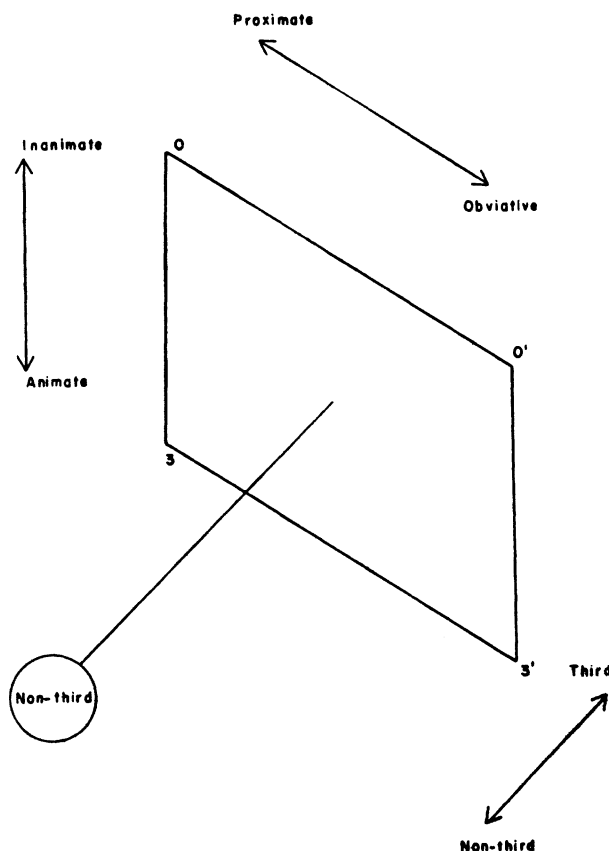 Proximate
Inanimate
0
Obviative
0'
Animate
3
3'
Third
Non-third
Non-third